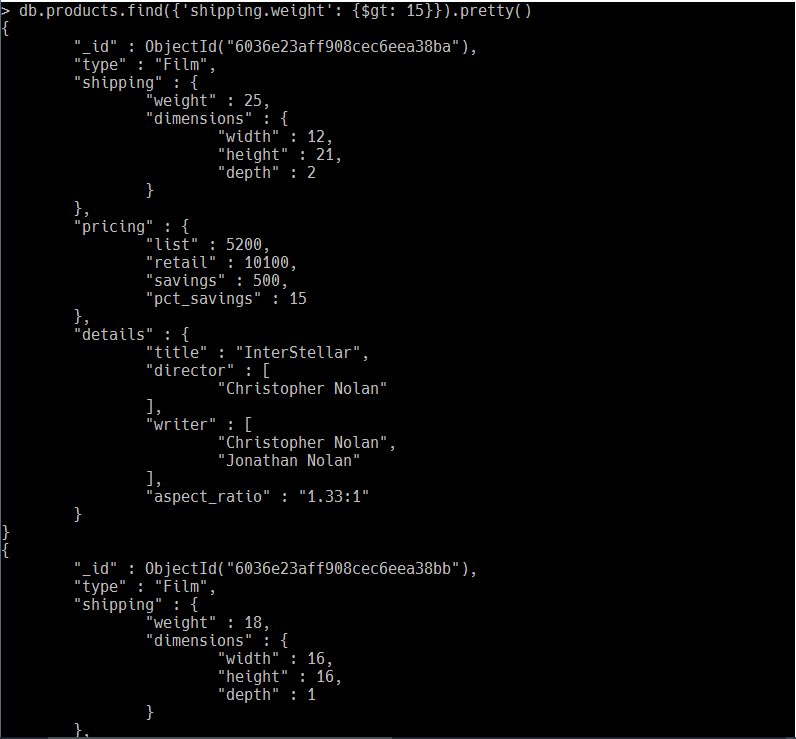 > db.products.find({'shipping.weight': {$gt: 15}}).pretty()
{
        "_id" : ObjectId("6036e23aff908cec6eea38ba"),
        "type" : "Film",
        "shipping" : {
                "weight" : 25,
                "dimensions" : {
                        "width" : 12,
                        "height" : 21,
                        "depth" : 2
                }
        },
        "pricing" : {
                "list" : 5200,
                "retail" : 10100,
                "savings" : 500,
                "pct_savings" : 15
        },
        "details" : {
                "title" : "InterStellar",
                "director" : [
                        "Christopher Nolan"
                ],
                "writer" : [
                        "Christopher Nolan",
                        "Jonathan Nolan"
                ],
                "aspect_ratio" : "1.33:1"
        }
}
{
        "_id" : ObjectId("6036e23aff908cec6eea38bb"),
        "type" : "Film",
        "shipping" : {
                "weight" : 18,
                "dimensions" : {
                        "width" : 16,
                        "height" : 16,
                        "depth" : 1
                }
        },